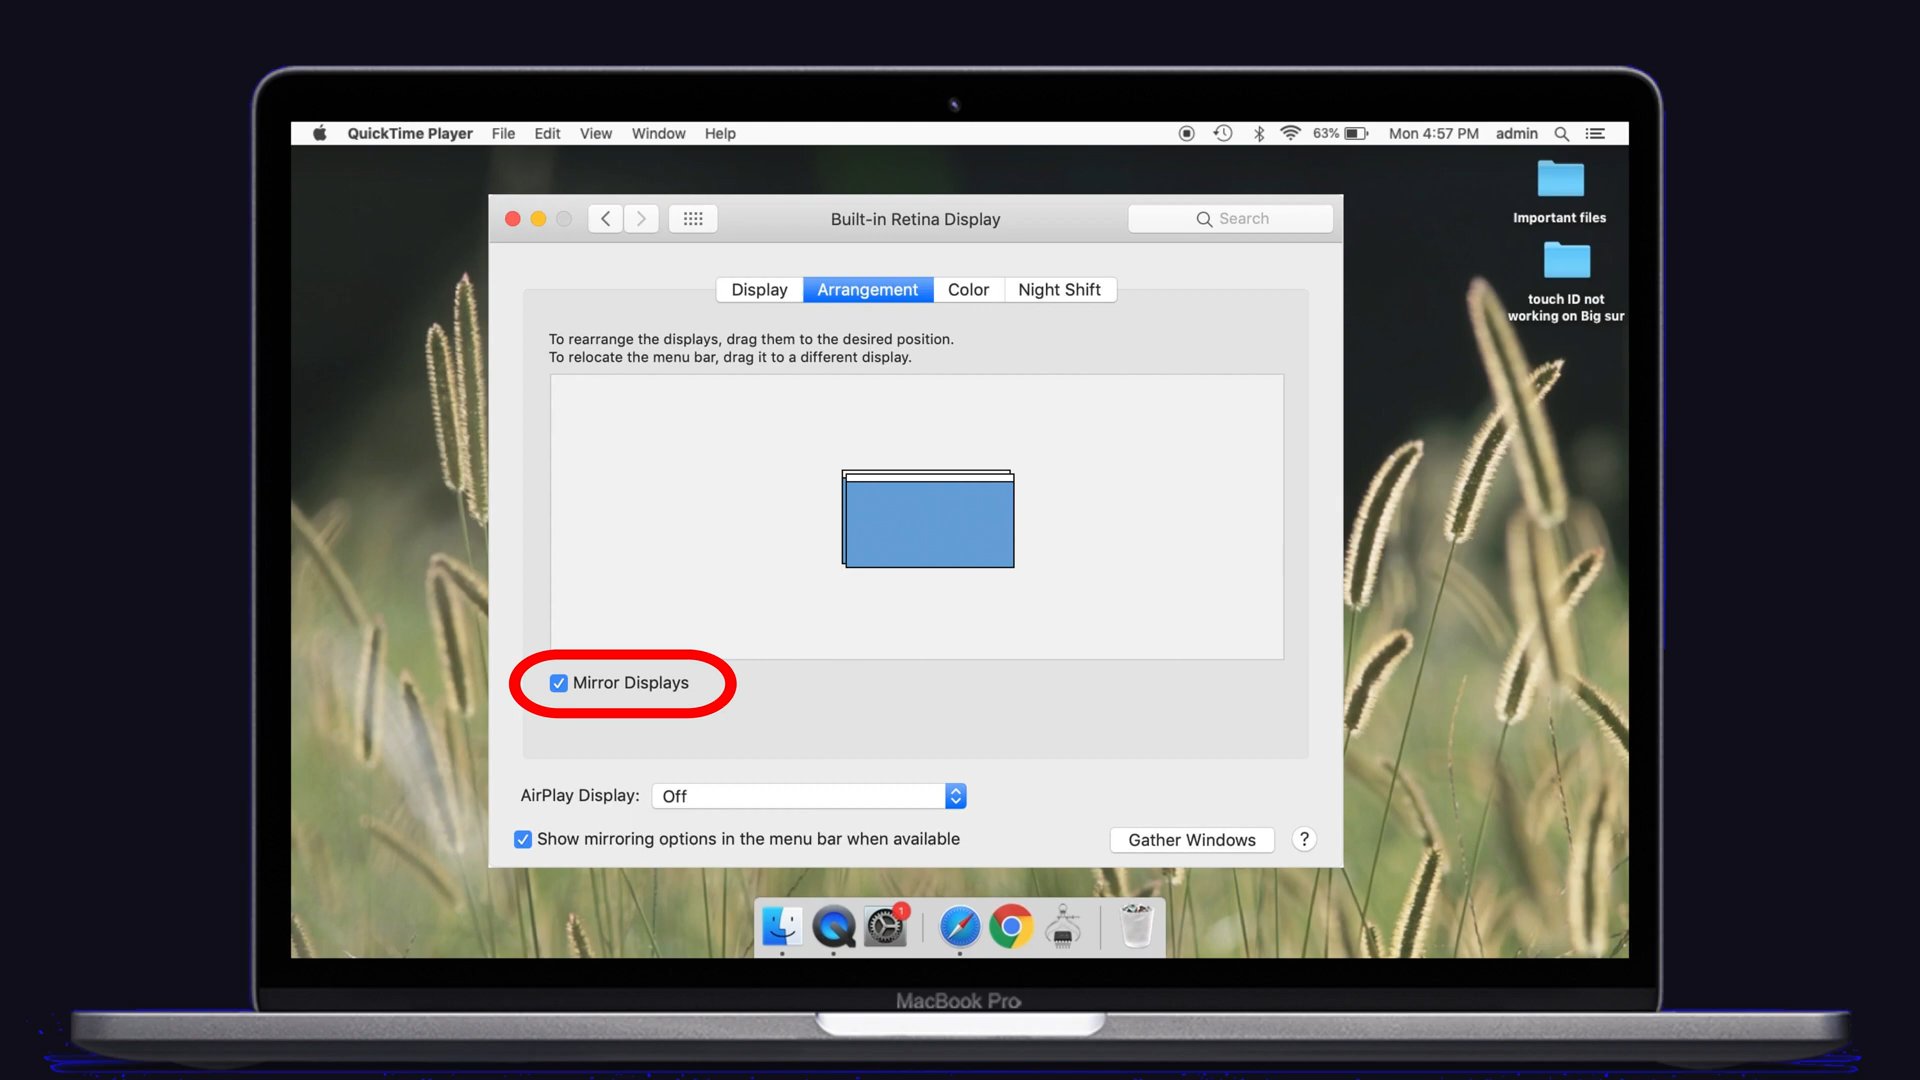 QuickTime Player File Edit View Window Help 63% Mon 4:57 PM admin
Important files
touch ID not
working on Big sur
Built-in Retina Display
Search
Display Arrangement Color Night Shift
To rearrange the displays, drag them to the desired position.
To relocate the menu bar, drag it to a different display.
Mirror Displays
AirPlay Display: Off
Show mirroring options in the menu bar when available
Gather Windows ?
1
MacBook Pro